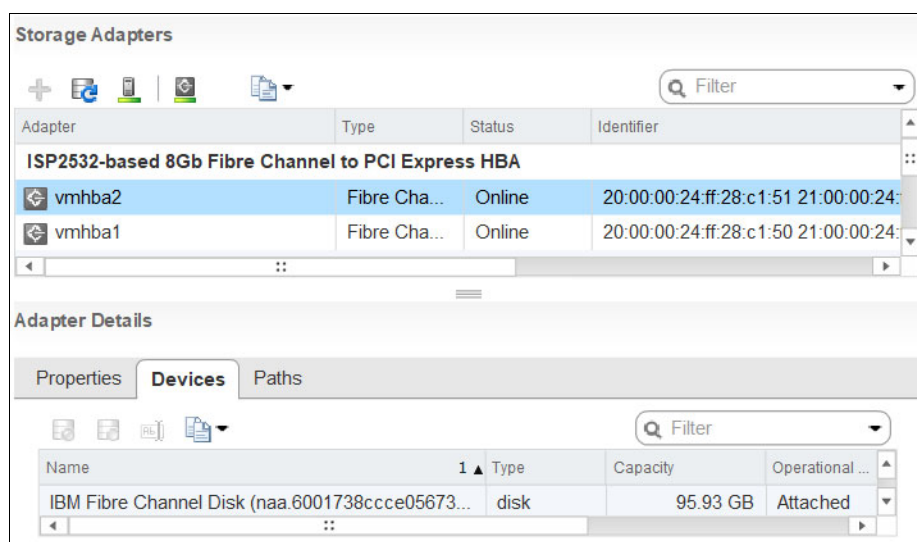 Storage Adapters
Filter
Adapter Type Status Identifier
ISP2532-based 8Gb Fibre Channel to PCI Express HBA
vmhba2 Fibre Cha... Online 20:00:00:24:ff:28:c1:51 21:00:00:24:
vmhba1 Fibre Cha... Online 20:00:00:24:ff:28:c1:50 21:00:00:24:
Adapter Details
Properties Devices Paths
Filter
Name 1 ▲ Type Capacity Operational ...
IBM Fibre Channel Disk (naa.6001738ccce05673... disk 95.93 GB Attached